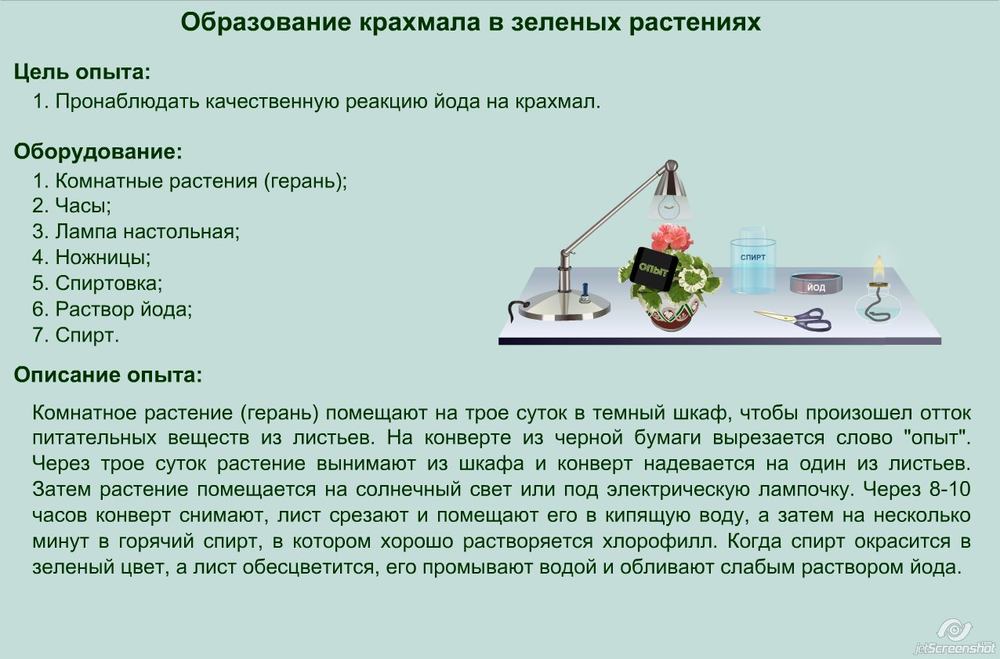 Образование крахмала в зеленых растениях
Цель опыта:
1. Пронаблюдать качественную реакцию йода на крахмал.
Оборудование:
1. Комнатные растения (герань);
2. Часы;
3. Лампа настольная;
4. Ножницы;
5. Спиртовка;
6. Раствор йода;
7. Спирт.
ОПЫТ
СПИРТ
ЙОД
Описание опыта:
Комнатное растение (герань) помещают на трое суток в темный шкаф, чтобы произошел отток
питательных веществ из листьев. На конверте из черной бумаги вырезается слово "опыт".
Через трое суток растение вынимают из шкафа и конверт надевается на один из листьев.
Затем растение помещается на солнечный свет или под электрическую лампочку. Через 8-10
часов конверт снимают, лист срезают и помещают его в кипящую воду, а затем на несколько
минут в горячий спирт, в котором хорошо растворяется хлорофилл. Когда спирт окрасится в
зеленый цвет, а лист обесцветится, его промывают водой и обливают слабым раствором йода.
jetScreenshot.com